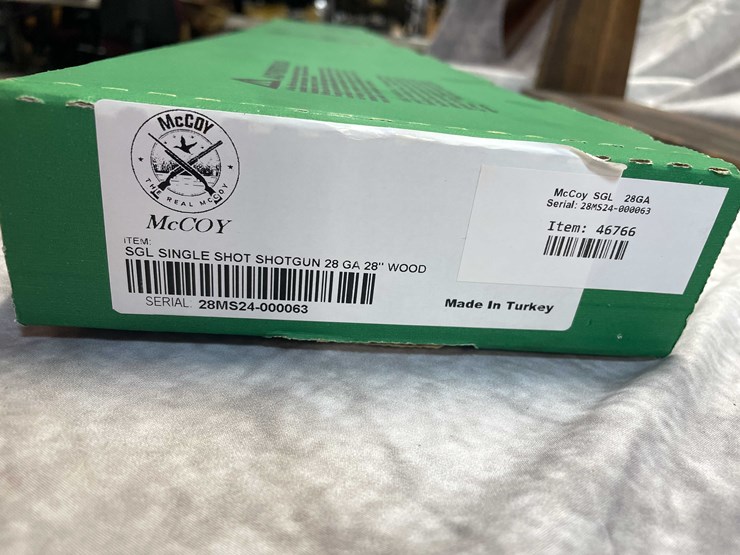 McCOY
THE REAL McCOY
McCOY
ITEM:
SGL SINGLE SHOT SHOTGUN 28 GA 28" WOOD
SERIAL: 28MS24-000063
Made In Turkey
McCoy SGL 28GA
Serial: 28MS24-000063
Item: 46766